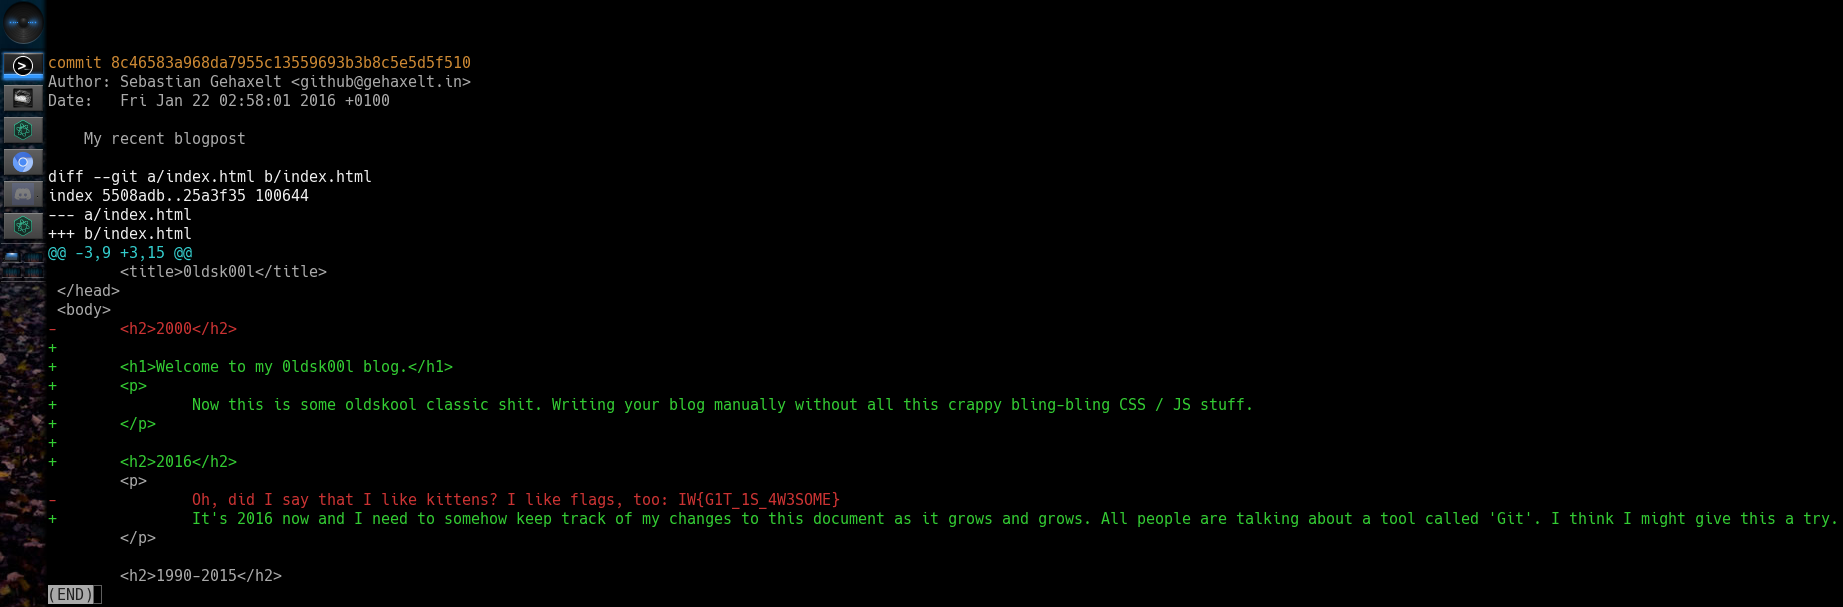 commit 8c46583a968da7955c13559693b3b8c5e5d5f510
Author: Sebastian Gehaxelt <github@gehaxelt.in>
Date:   Fri Jan 22 02:58:01 2016 +0100
    My recent blogpost
diff --git a/index.html b/index.html
index 5508adb..25a3f35 100644
--- a/index.html
+++ b/index.html
@@ -3,9 +3,15 @@
        <title>0ldsk00l</title>
 </head>
 <body>
-       <h2>2000</h2>
+
+       <h1>Welcome to my 0ldsk00l blog.</h1>
+       <p>
+               Now this is some oldskool classic shit. Writing your blog manually without all this crappy bling-bling CSS / JS stuff.
+       </p>
+
+       <h2>2016</h2>
        <p>
-               Oh, did I say that I like kittens? I like flags, too: IW{G1T_1S_4W3SOME}
+               It's 2016 now and I need to somehow keep track of my changes to this document as it grows and grows. All people are talking about a tool called 'Git'. I think I might give this a try.
        </p>
        <h2>1990-2015</h2>
(END)